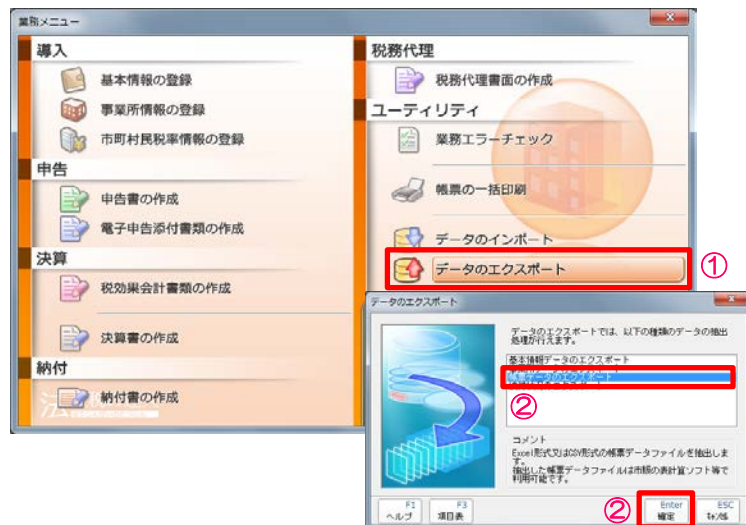 業務メニュー
導入
基本情報の登録
事業所情報の登録
市町村民税率情報の登録
申告
申告書の作成
電子申告添付書類の作成
決算
税効果会計書類の作成
決算書の作成
納付
納付書の作成
税務代理
税務代理書面の作成
ユーティリティ
業務エラーチェック
帳票の一括印刷
データのインポート
データのエクスポート
①
データのエクスポート
データのエクスポートでは、以下の種類のデータの抽出
処理が行えます。
基本情報データのエクスポート
帳票データのエクスポート
②
コメント
Excel形式又はCSV形式の帳票データファイルを抽出しま
す。
抽出した帳票データファイルは市販の表計算ソフト等で
利用可能です。
F1
ヘルプ
F3
項目表
②
Enter
確定
ESC
キャンセル